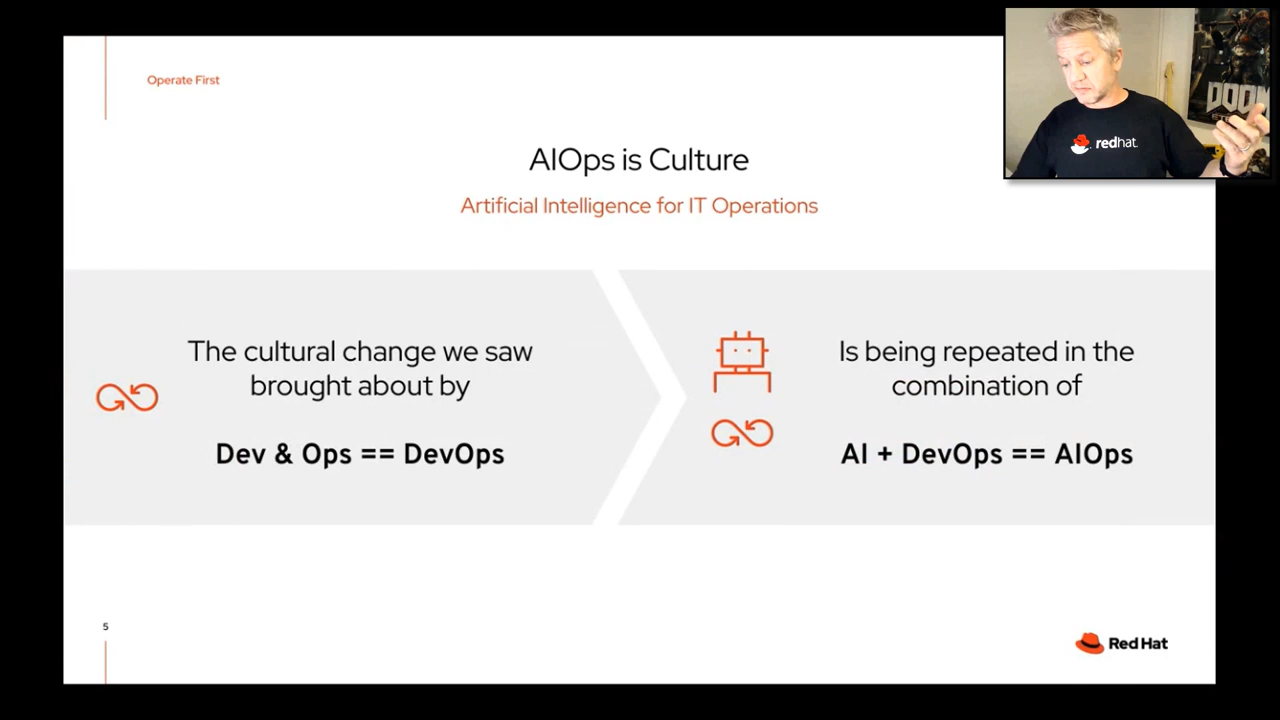 Operate First
AIOps is Culture
Artificial Intelligence for IT Operations
The cultural change we saw
brought about by
Dev & Ops == DevOps
Is being repeated in the
combination of
AI + DevOps == AIOps
5
Red Hat
redhat.
DOOM